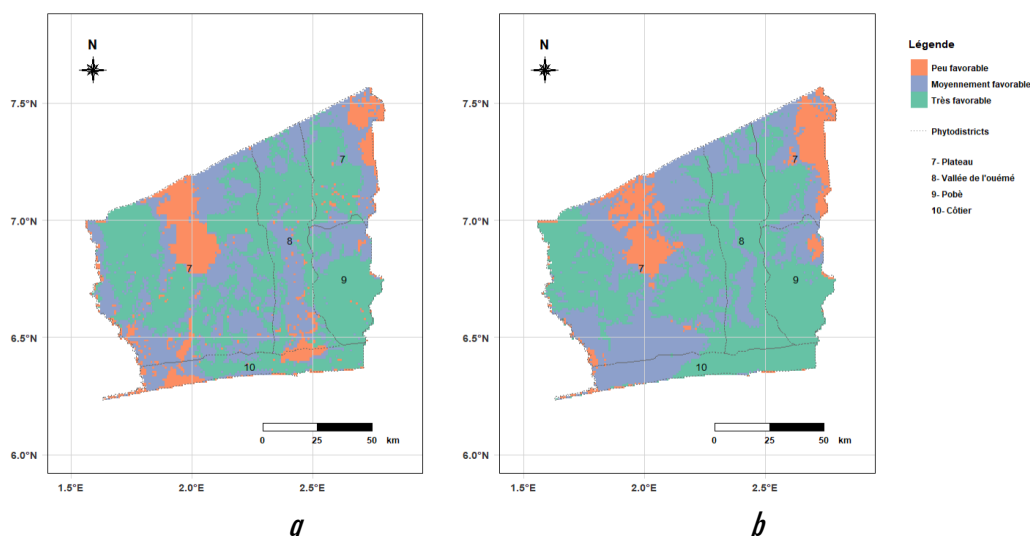 N
7.5°N
7.0°N
6.5°N
6.0°N
7
8
7
9
10
0 25 50 km
1.5°E 2.0°E 2.5°E
a
N
7.5°N
7.0°N
6.5°N
6.0°N
7
8
7
9
10
0 25 50 km
1.5°E 2.0°E 2.5°E
b
Légende
Peu favorable
Moyennement favorable
Très favorable
Phytodistricts
7- Plateau
8- Vallée de l'ouémé
9- Pobè
10- Côtier